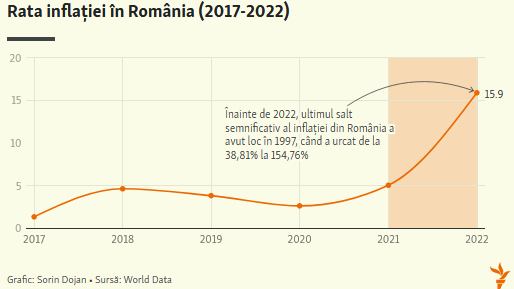 Rata inflației în România (2017-2022)
20
15
10
5
0
15.9
Înainte de 2022, ultimul salt
semnificativ al inflației din România a
avut loc în 1997, când a urcat de la
38,81% la 154,76%
2017 2018 2019 2020 2021 2022
Grafic: Sorin Dojan • Sursă: World Data